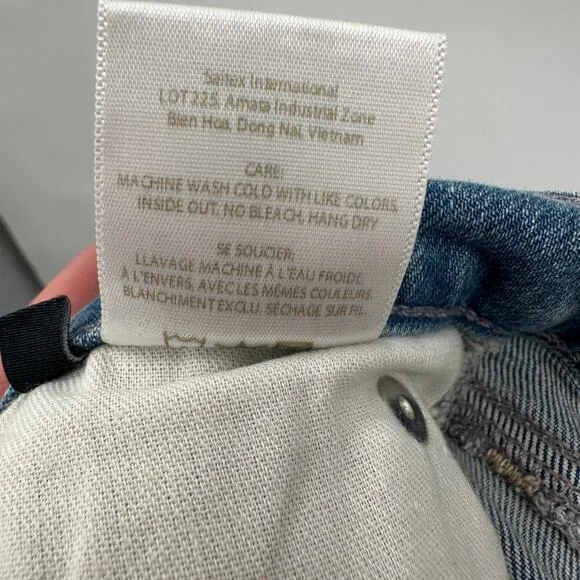 Saitex International
LOT 225, Amata Industrial Zone
Bien Hoa, Dong Nai, Vietnam
CARE:
MACHINE WASH COLD WITH LIKE COLORS,
INSIDE OUT. NO BLEACH. HANG DRY
SE SOUCIER:
LLAVAGE MACHINE À L'EAU FROIDE,
À L'ENVERS, AVEC LES MÊMES COULEURS.
BLANCHIMENT EXCLU. SÉCHAGE SUR FIL.